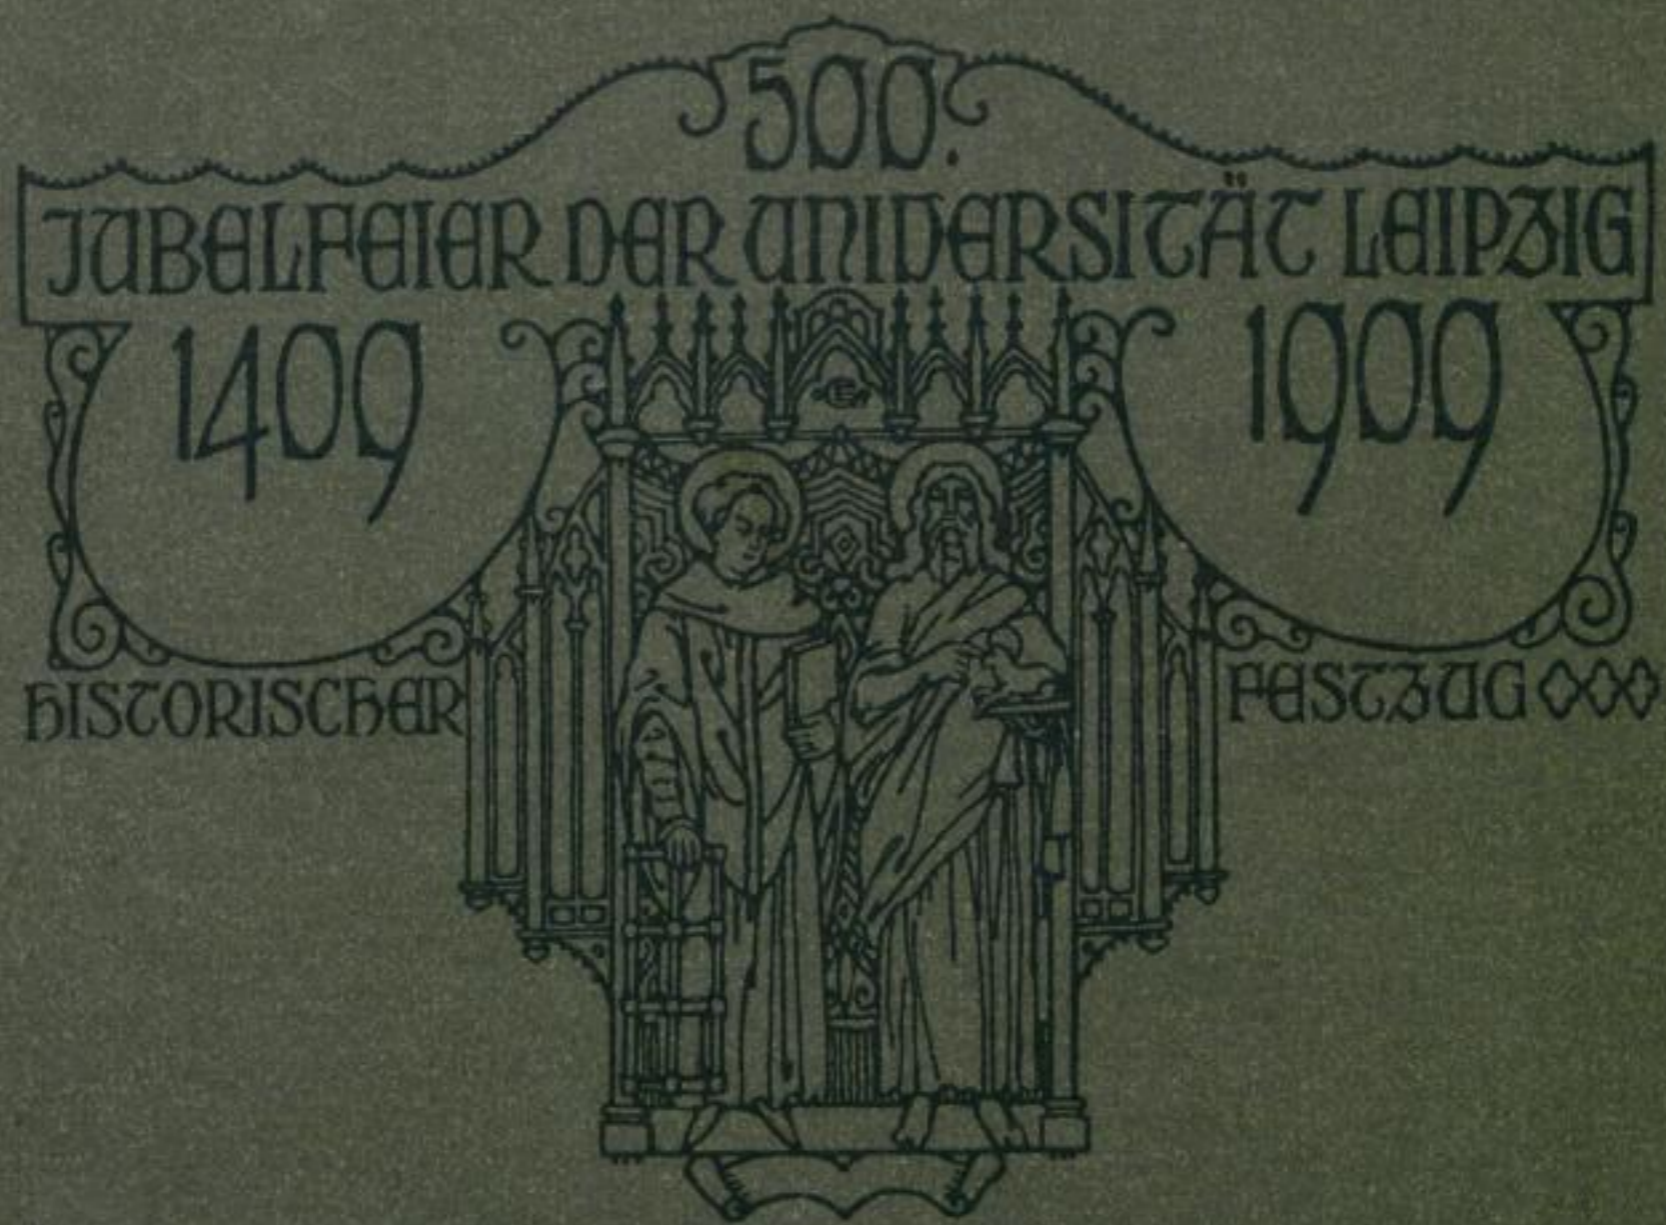 500.
JUBELFEIER DER UNIVERSITÄT LEIPZIG
1409 1909
HISTORISCHER FESTZUG